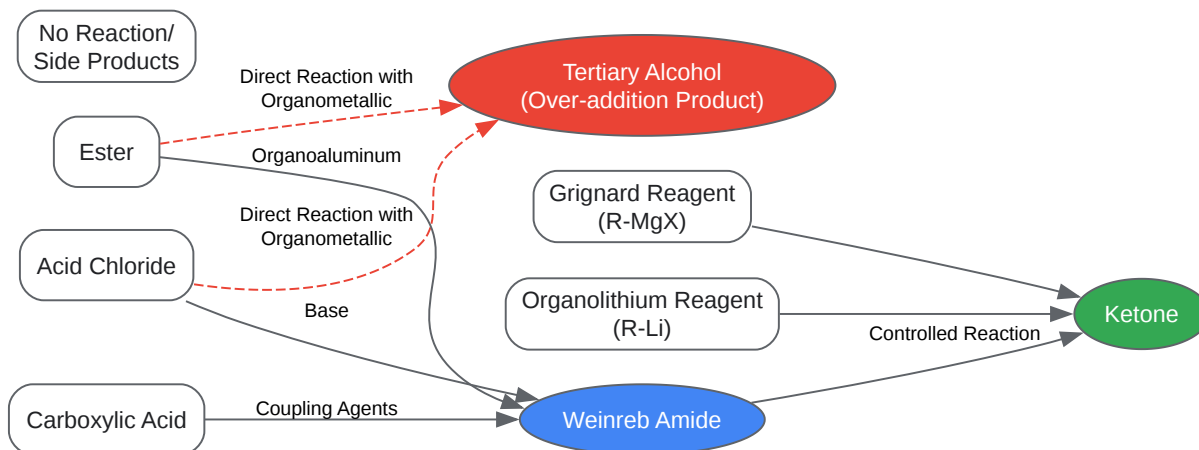 No Reaction/
Side Products
Direct Reaction with
Organometallic
Tertiary Alcohol
(Over-addition Product)
Ester
Organoaluminum
Grignard Reagent
(R-MgX)
Direct Reaction with
Organometallic
Acid Chloride
Base
Organolithium Reagent
(R-Li)
Controlled Reaction
Ketone
Carboxylic Acid
Coupling Agents
Weinreb Amide